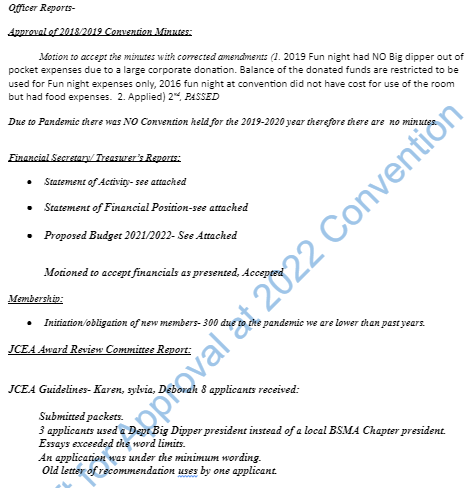 Officer Reports-
Approval of 2018/2019 Convention Minutes:
Motion to accept the minutes with corrected amendments (1. 2019 Fun night had NO Big dipper out of
pocket expenses due to a large corporate donation. Balance of the donated funds are restricted to be
used for Fun night expenses only, 2016 fun night at convention did not have cost for use of the room
but had food expenses. 2. Applied) 2nd, PASSED
Due to Pandemic there was NO Convention held for the 2019-2020 year therefore there are no minutes.
Financial Secretary/ Treasurer's Reports:
• Statement of Activity- see attached
• Statement of Financial Position-see attached
• Proposed Budget 2021/2022- See Attached
Motioned to accept financials as presented, Accepted
Membership:
• Initiation/obligation of new members- 300 due to the pandemic we are lower than past years.
JCEA Award Review Committee Report:
JCEA Guidelines- Karen, sylvia, Deborah 8 applicants received:
Submitted packets.
3 applicants used a Dept Big Dipper president instead of a local BSMA Chapter president.
Essays exceeded the word limits.
An application was under the minimum wording.
Old letter of recommendation uses by one applicant.
for Approval at 2022 Convention